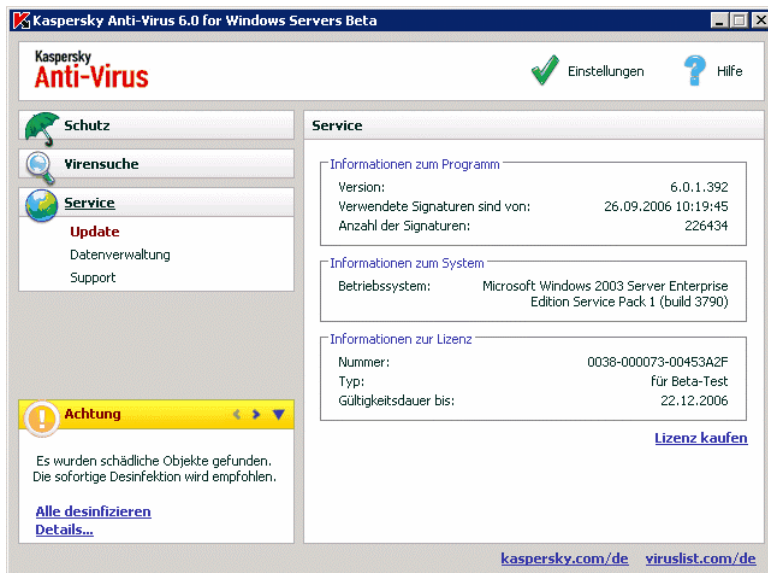 Kaspersky Anti-Virus 6.0 for Windows Servers Beta
Kaspersky
Anti-Virus
Einstellungen
Hilfe
Schutz
Virensuche
Service
Update
Datenverwaltung
Support
Achtung
Es wurden schädliche Objekte gefunden.
Die sofortige Desinfektion wird empfohlen.
Alle desinfizieren
Details...
Service
Informationen zum Programm
Version: 6.0.1.392
Verwendete Signaturen sind von: 26.09.2006 10:19:45
Anzahl der Signaturen: 226434
Informationen zum System
Betriebssystem: Microsoft Windows 2003 Server Enterprise
Edition Service Pack 1 (build 3790)
Informationen zur Lizenz
Nummer: 0038-000073-00453A2F
Typ: für Beta-Test
Gültigkeitsdauer bis: 22.12.2006
Lizenz kaufen
kaspersky.com/de viruslist.com/de